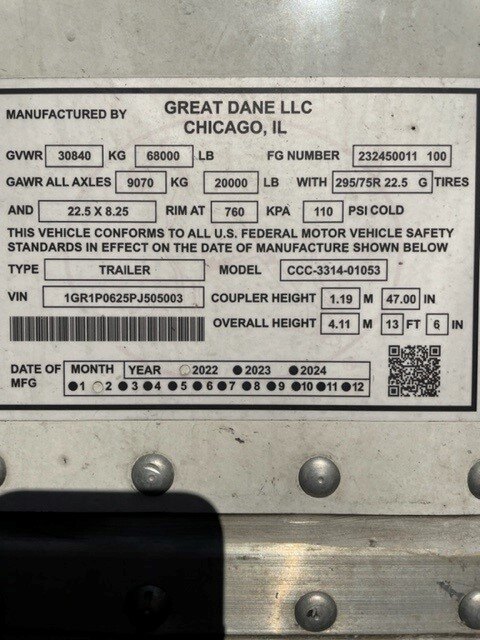 MANUFACTURED BY GREAT DANE LLC
CHICAGO, IL
GVWR 30840 KG 68000 LB FG NUMBER 232450011 100
GAWR ALL AXLES 9070 KG 20000 LB WITH 295/75R 22.5 G TIRES
AND 22.5 X 8.25 RIM AT 760 KPA 110 PSI COLD
THIS VEHICLE CONFORMS TO ALL U.S. FEDERAL MOTOR VEHICLE SAFETY
STANDARDS IN EFFECT ON THE DATE OF MANUFACTURE SHOWN BELOW
TYPE TRAILER MODEL CCC-3314-01053
VIN 1GR1P0625PJ505003 COUPLER HEIGHT 1.19 M 47.00 IN
OVERALL HEIGHT 4.11 M 13 FT 6 IN
DATE OF MFG MONTH YEAR 2022 2023 2024
1 2 3 4 5 6 7 8 9 10 11 12